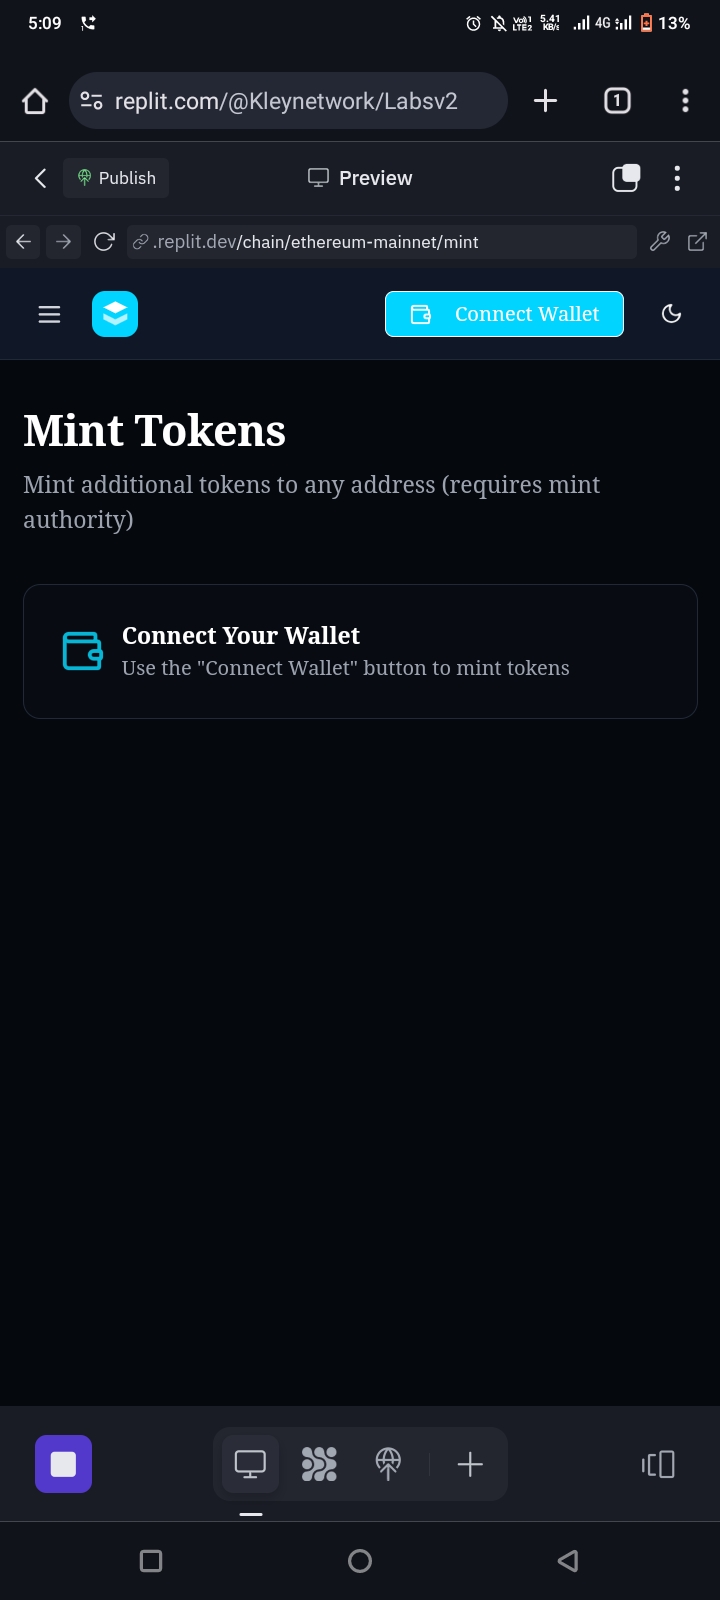 5:09
Vo)) 1
LTE2
5.41
KB/s
4G
13%
replit.com/@Kleynetwork/Labsv2
1
Publish
Preview
.replit.dev/chain/ethereum-mainnet/mint
Connect Wallet
Mint Tokens
Mint additional tokens to any address (requires mint
authority)
Connect Your Wallet
Use the "Connect Wallet" button to mint tokens